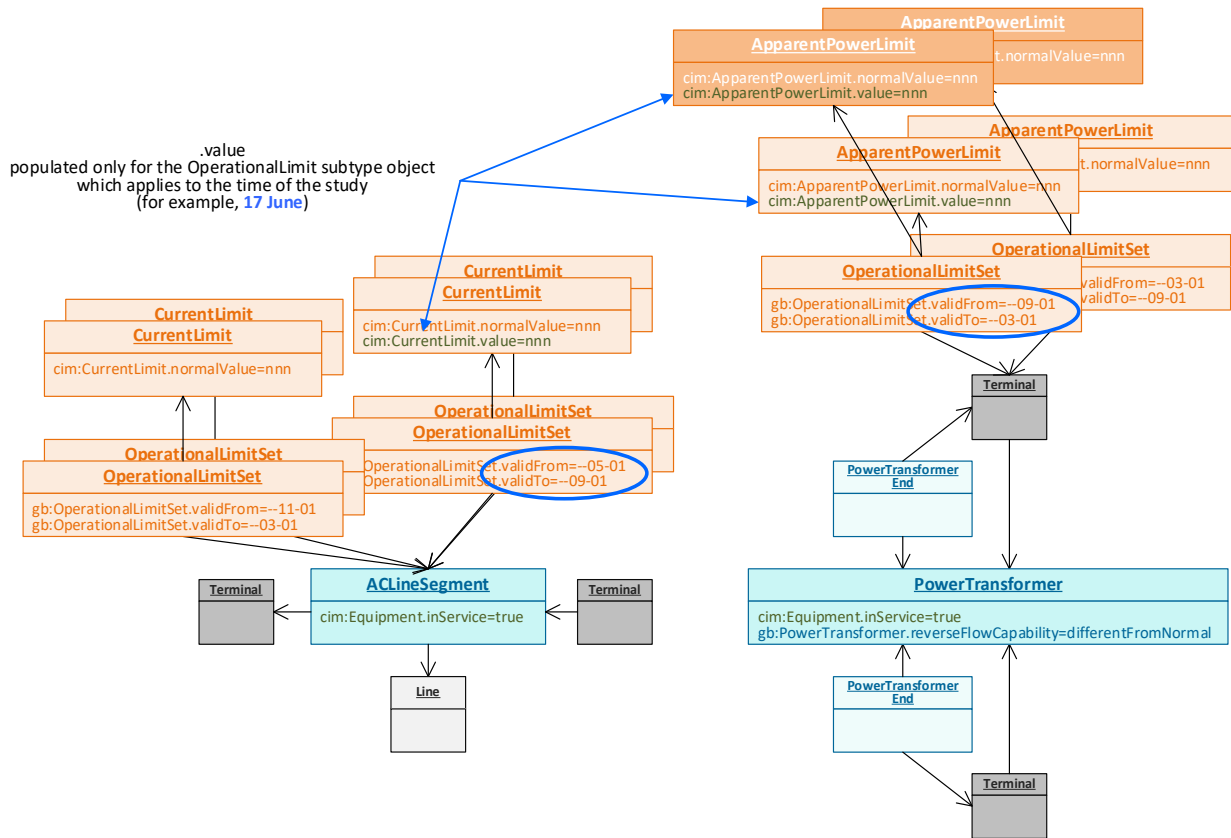 ApparentPowerLimit
t.normalValue=nnn
ApparentPowerLimit
cim:ApparentPowerLimit.normalValue=nnn
cim:ApparentPowerLimit.value=nnn
.value
populated only for the OperationalLimit subtype object
which applies to the time of the study
(for example, 17 June)
ApparentPowerLimit
t.normalValue=nnn
ApparentPowerLimit
cim:ApparentPowerLimit.normalValue=nnn
cim:ApparentPowerLimit.value=nnn
OperationalLimitSet
validFrom=--03-01
validTo=--09-01
OperationalLimitSet
gb:OperationalLimitSet.validFrom=--09-01
gb:OperationalLimitSet.validTo=--03-01
CurrentLimit
CurrentLimit
cim:CurrentLimit.normalValue=nnn
cim:CurrentLimit.value=nnn
CurrentLimit
CurrentLimit
cim:CurrentLimit.normalValue=nnn
OperationalLimitSet
OperationalLimitSet
OperationalLimitSet.validFrom=--05-01
OperationalLimitSet.validTo=--09-01
OperationalLimitSet
OperationalLimitSet
gb:OperationalLimitSet.validFrom=--11-01
gb:OperationalLimitSet.validTo=--03-01
Terminal
PowerTransformer
End
Terminal
ACLineSegment
cim:Equipment.inService=true
Terminal
PowerTransformer
cim:Equipment.inService=true
gb:PowerTransformer.reverseFlowCapability=differentFromNormal
Line
PowerTransformer
End
Terminal